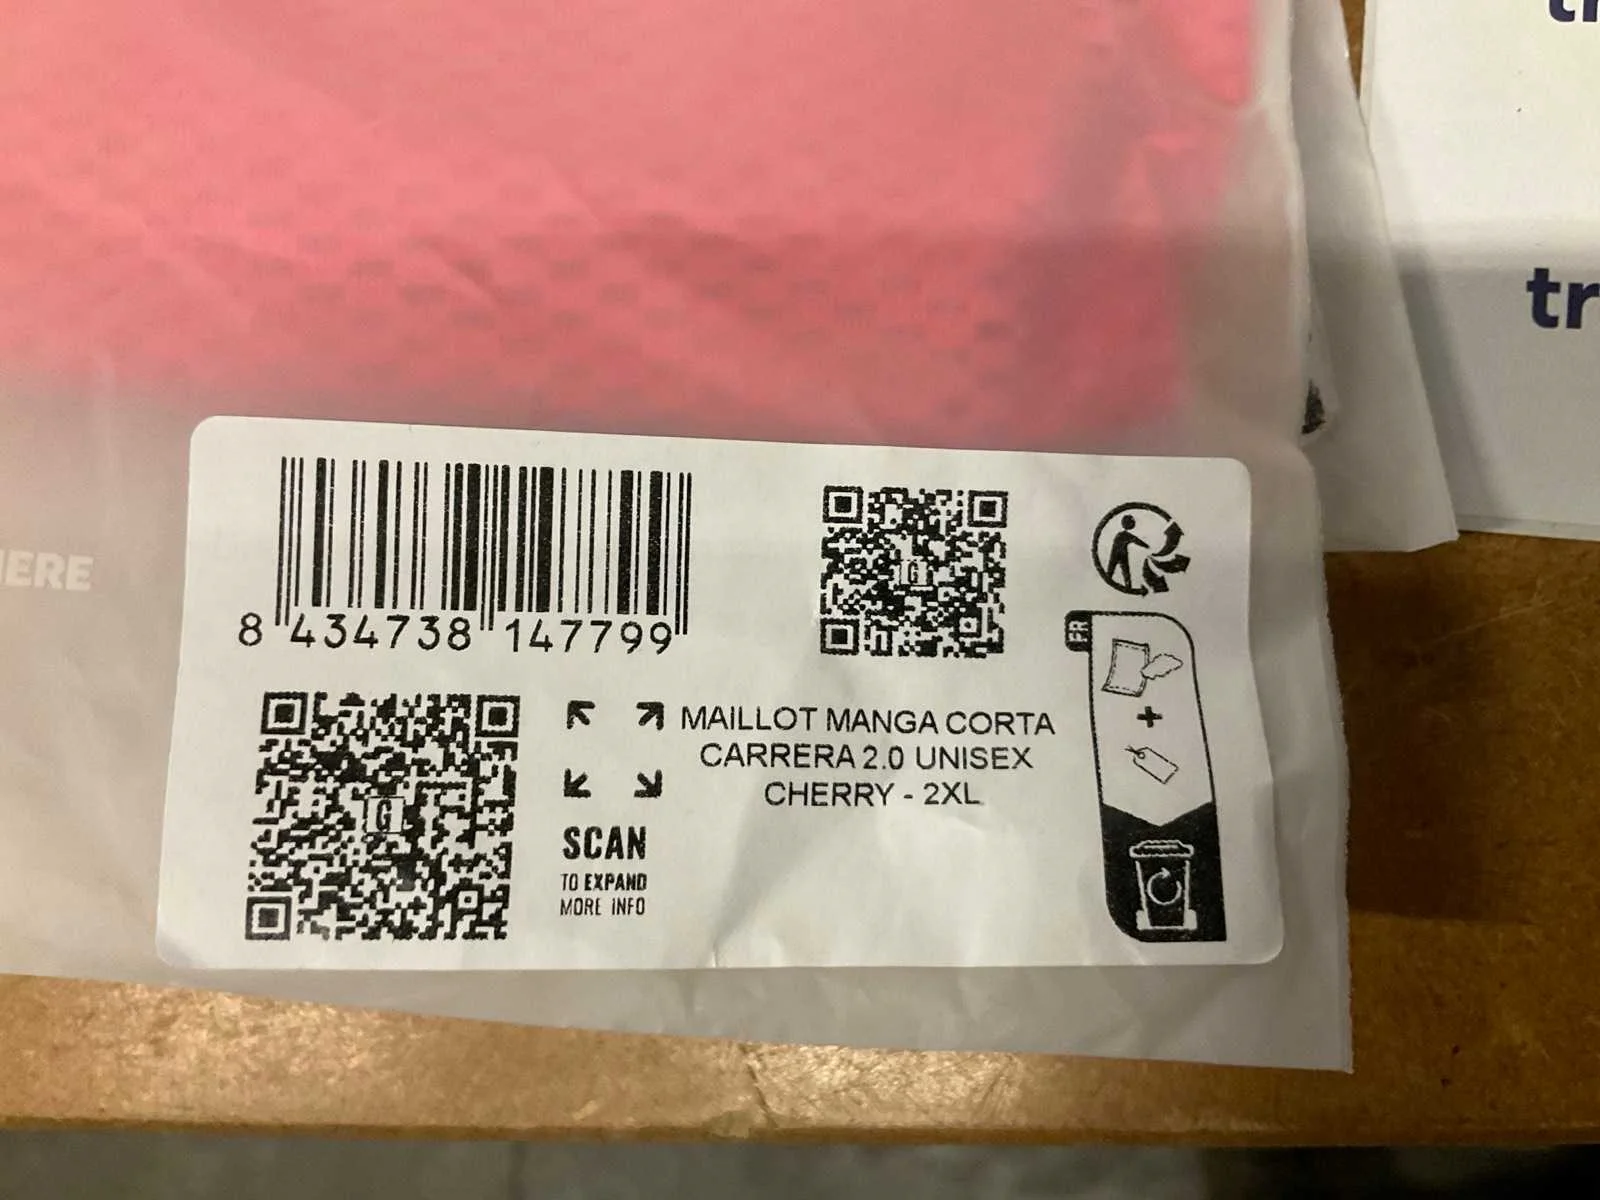 tr
HERE
8 434738 147799
G
FR
G
MAILLOT MANGA CORTA
CARRERA 2.0 UNISEX
CHERRY - 2XL
SCAN
TO EXPAND
MORE INFO